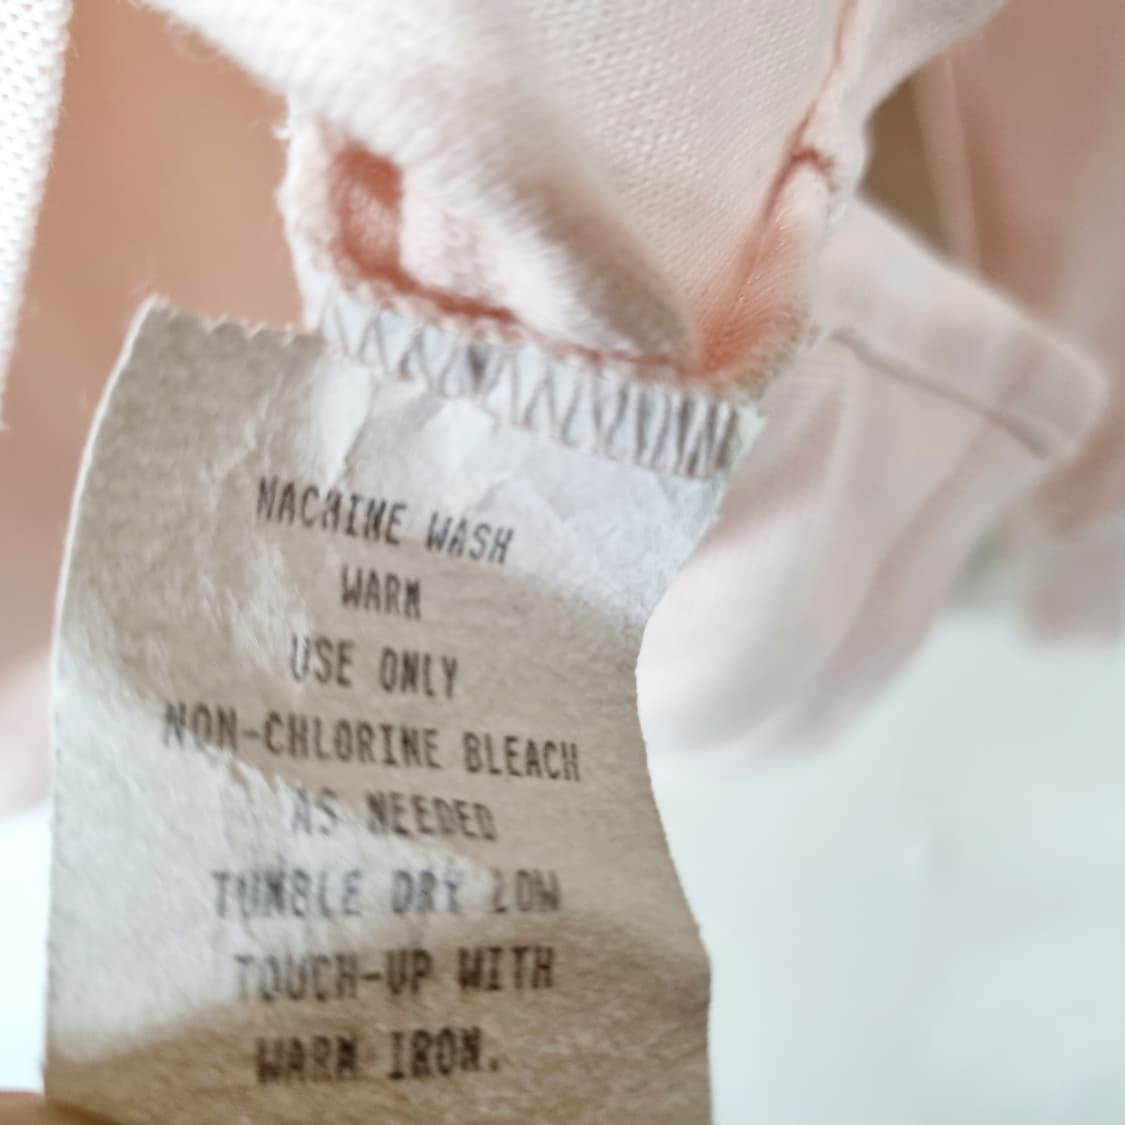 MACHINE WASH
WARM
USE ONLY
NON-CHLORINE BLEACH
AS NEEDED
TUMBLE DRY LOW
TOUCH-UP WITH
WARM IRON.